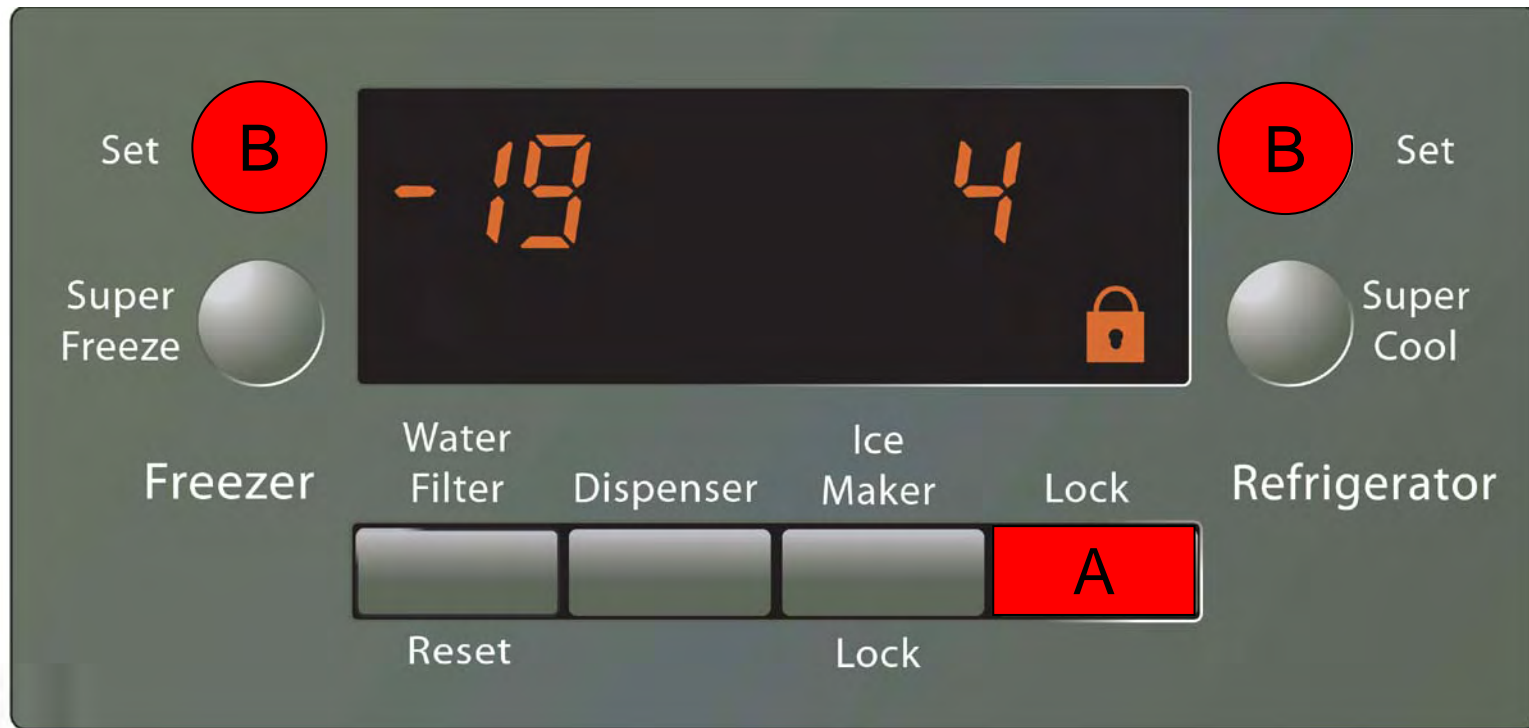 Set
B
-19
4
B
Set
Super
Freeze
Super
Cool
Freezer
Water
Filter
Dispenser
Ice
Maker
Lock
Refrigerator
A
Reset
Lock